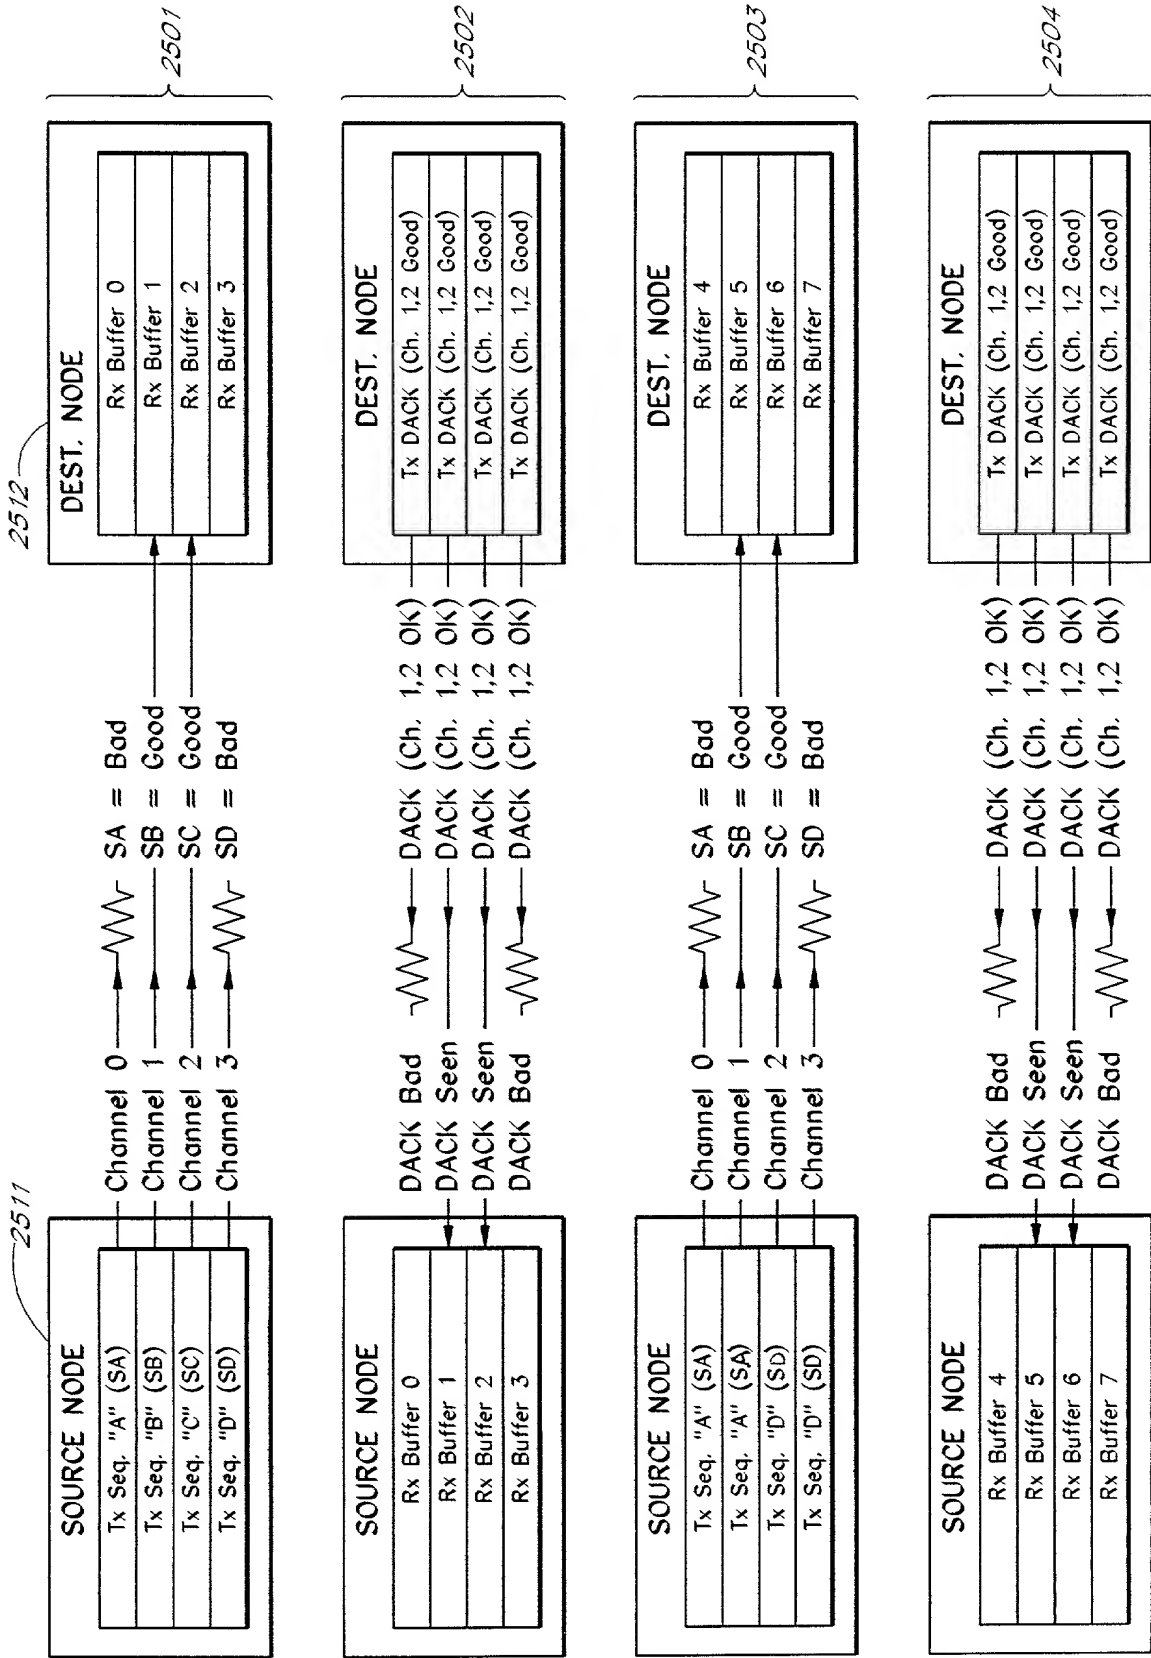 2511
2512
SOURCE NODE
Tx Seq. "A" (SA)
Tx Seq. "B" (SB)
Tx Seq. "C" (SC)
Tx Seq. "D" (SD)
Channel 0
Channel 1
Channel 2
Channel 3
SA = Bad
SB = Good
SC = Good
SD = Bad
DEST. NODE
Rx Buffer 0
Rx Buffer 1
Rx Buffer 2
Rx Buffer 3
2501
SOURCE NODE
Rx Buffer 0
Rx Buffer 1
Rx Buffer 2
Rx Buffer 3
DACK Bad
DACK Seen
DACK Seen
DACK Bad
DACK (Ch. 1,2 OK)
DACK (Ch. 1,2 OK)
DACK (Ch. 1,2 OK)
DACK (Ch. 1,2 OK)
DEST. NODE
Tx DACK (Ch. 1,2 Good)
Tx DACK (Ch. 1,2 Good)
Tx DACK (Ch. 1,2 Good)
Tx DACK (Ch. 1,2 Good)
2502
SOURCE NODE
Tx Seq. "A" (SA)
Tx Seq. "A" (SA)
Tx Seq. "D" (SD)
Tx Seq. "D" (SD)
Channel 0
Channel 1
Channel 2
Channel 3
SA = Bad
SB = Good
SC = Good
SD = Bad
DEST. NODE
Rx Buffer 4
Rx Buffer 5
Rx Buffer 6
Rx Buffer 7
2503
SOURCE NODE
Rx Buffer 4
Rx Buffer 5
Rx Buffer 6
Rx Buffer 7
DACK Bad
DACK Seen
DACK Seen
DACK Bad
DACK (Ch. 1,2 OK)
DACK (Ch. 1,2 OK)
DACK (Ch. 1,2 OK)
DACK (Ch. 1,2 OK)
DEST. NODE
Tx DACK (Ch. 1,2 Good)
Tx DACK (Ch. 1,2 Good)
Tx DACK (Ch. 1,2 Good)
Tx DACK (Ch. 1,2 Good)
2504